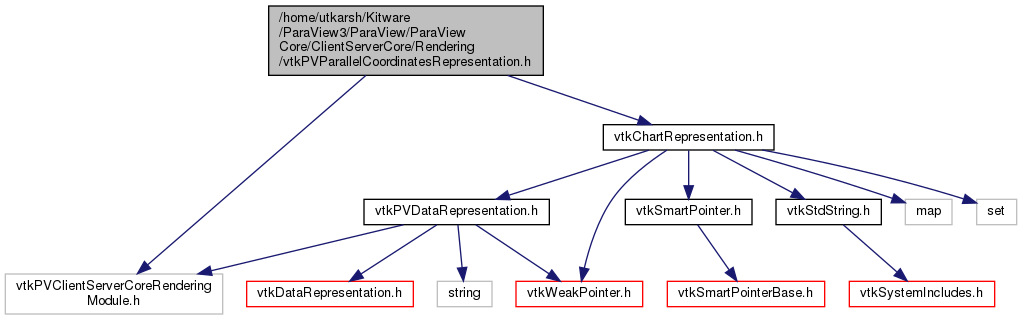 /home/utkarsh/Kitware
/ParaView3/ParaView/ParaView
Core/ClientServerCore/Rendering
/vtkPVParallelCoordinatesRepresentation.h
vtkChartRepresentation.h
vtkPVDataRepresentation.h
vtkSmartPointer.h
vtkStdString.h
map
set
vtkPVClientServerCoreRendering
Module.h
vtkDataRepresentation.h
string
vtkWeakPointer.h
vtkSmartPointerBase.h
vtkSystemIncludes.h